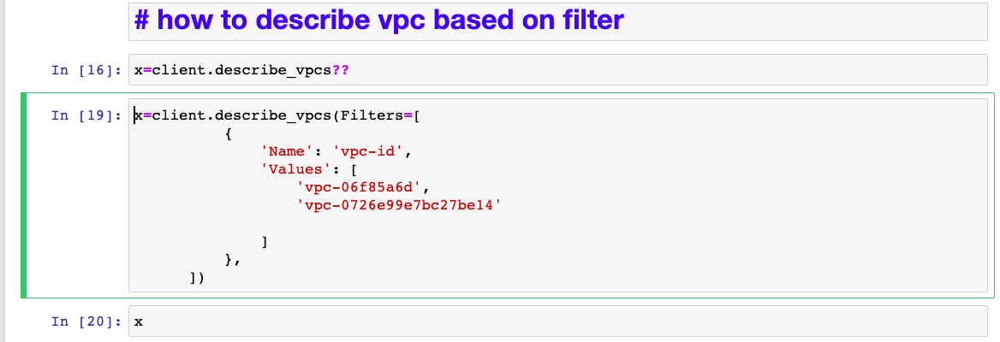 # how to describe vpc based on filter
In [16]: x=client.describe_vpcs??
In [19]: x=client.describe_vpcs(Filters=[
{
'Name': 'vpc-id',
'Values': [
'vpc-06f85a6d',
'vpc-0726e99e7bc27be14'
]
},
])
In [20]: x